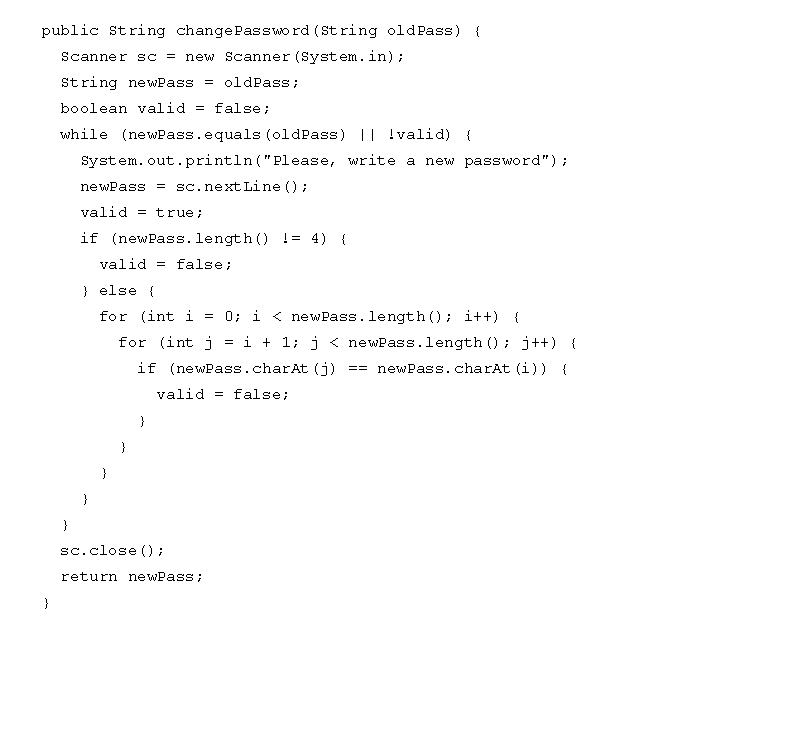 public String changePassword(String oldPass) {
  Scanner sc = new Scanner(System.in);
  String newPass = oldPass;
  boolean valid = false;
  while (newPass.equals(oldPass) || !valid) {
    System.out.println("Please, write a new password");
    newPass = sc.nextLine();
    valid = true;
    if (newPass.length() != 4) {
      valid = false;
    } else {
      for (int i = 0; i < newPass.length(); i++) {
        for (int j = i + 1; j < newPass.length(); j++) {
          if (newPass.charAt(j) == newPass.charAt(i)) {
            valid = false;
          }
        }
      }
    }
  }
  sc.close();
  return newPass;
}